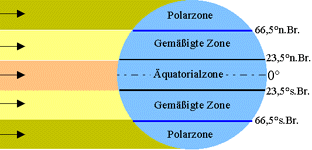 Polarzone
66,5°n.Br.
Gemäßigte Zone
23,5°n.Br.
Äquatorialzone
0°
23,5°s.Br.
Gemäßigte Zone
66,5°s.Br.
Polarzone